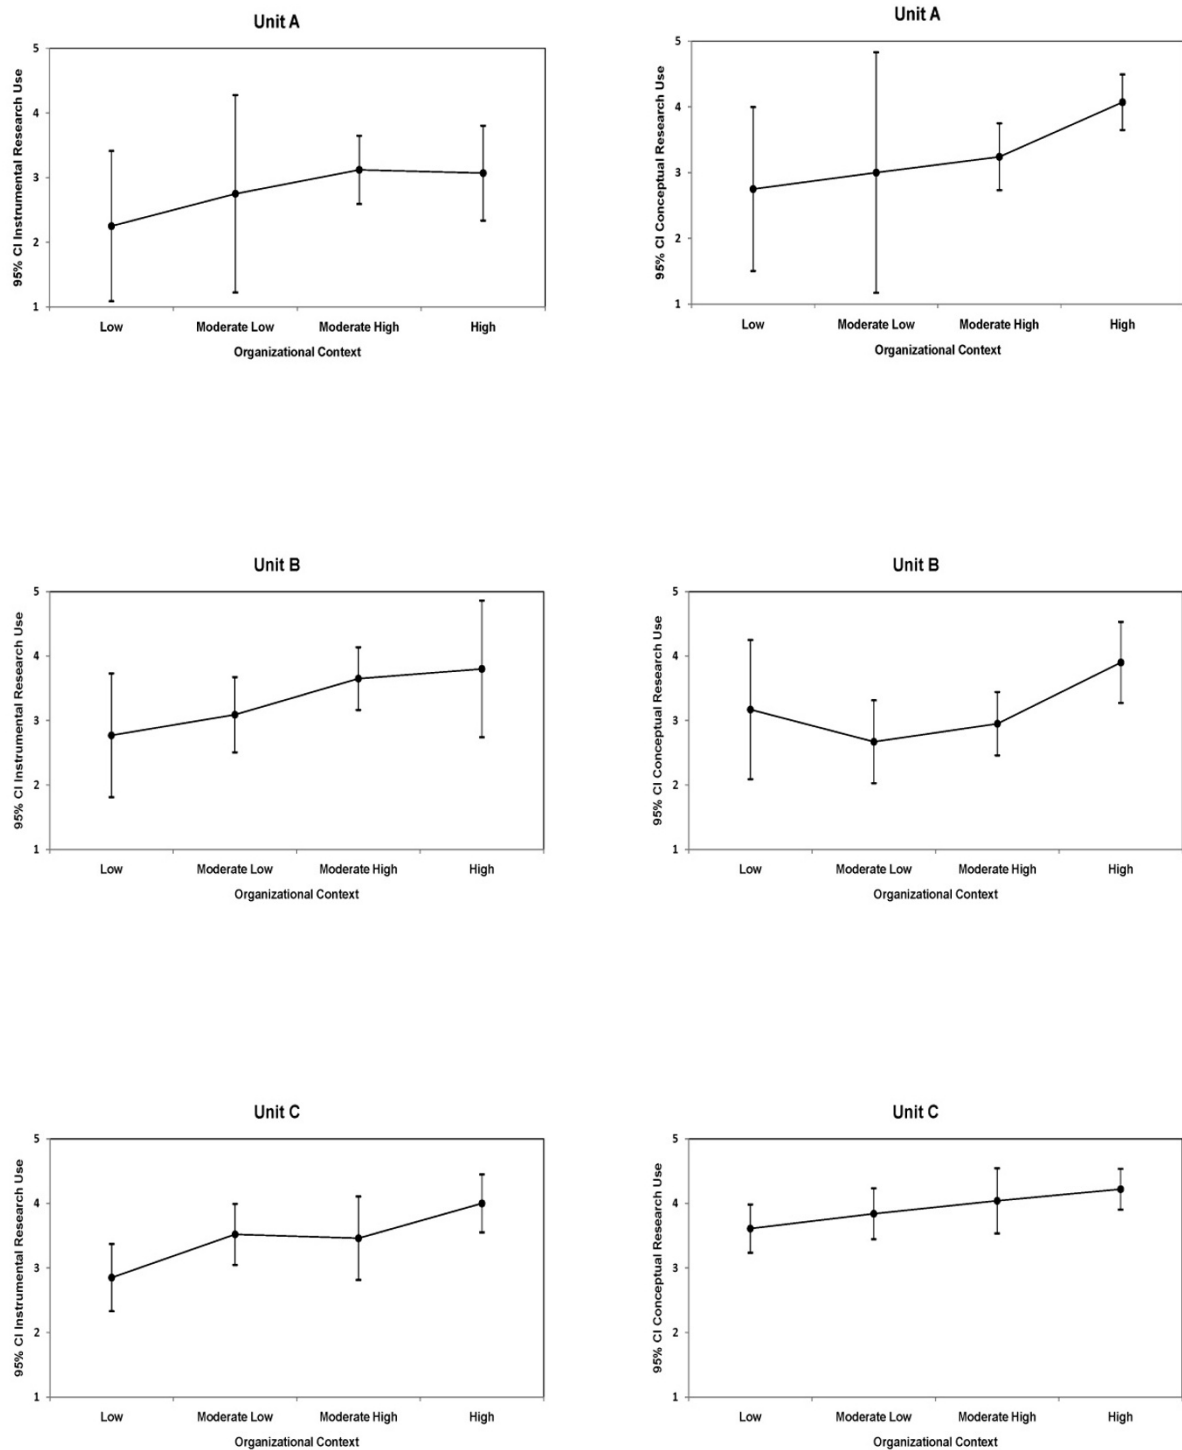 Unit A
5
4
3
2
1
95% CI Instrumental Research Use
Low Moderate Low Moderate High High
Organizational Context
Unit A
5
4
3
2
1
95% CI Conceptual Research Use
Low Moderate Low Moderate High High
Organizational Context
Unit B
5
4
3
2
1
95% CI Instrumental Research Use
Low Moderate Low Moderate High High
Organizational Context
Unit B
5
4
3
2
1
95% CI Conceptual Research Use
Low Moderate Low Moderate High High
Organizational Context
Unit C
5
4
3
2
1
95% CI Instrumental Research Use
Low Moderate Low Moderate High High
Organizational Context
Unit C
5
4
3
2
1
95% CI Conceptual Research Use
Low Moderate Low Moderate High High
Organizational Context